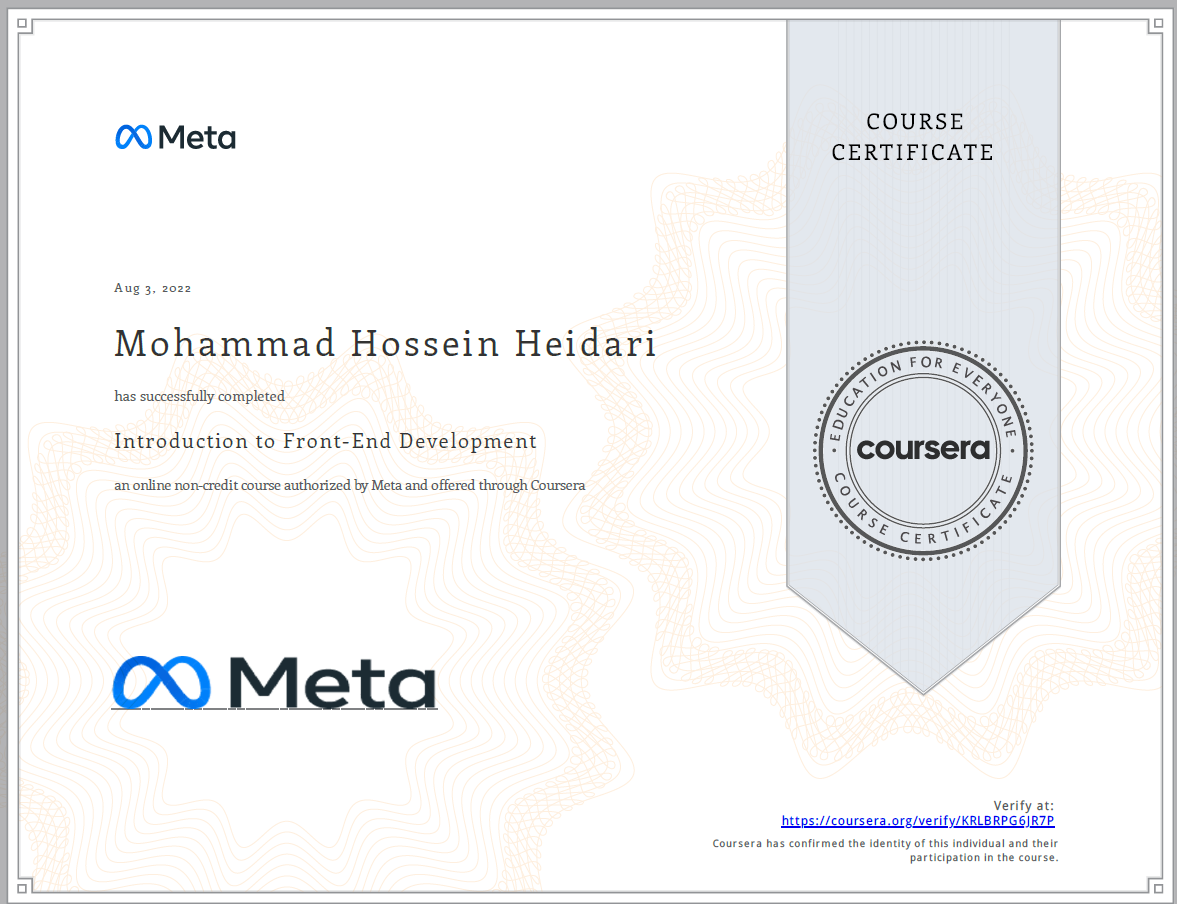 Meta
COURSE
CERTIFICATE
Aug 3, 2022
Mohammad Hossein Heidari
has successfully completed
Introduction to Front-End Development
an online non-credit course authorized by Meta and offered through Coursera
EDUCATION FOR EVERYONE
coursera
COURSE CERTIFICATE
Meta
Verify at:
https://coursera.org/verify/KRLBRPG6JR7P
Coursera has confirmed the identity of this individual and their
participation in the course.